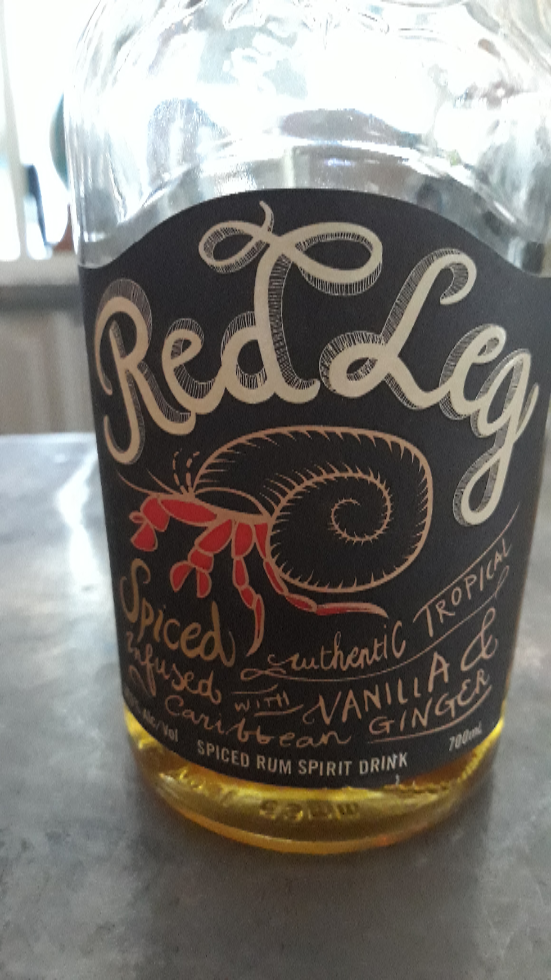 Red Leg
Spiced
infused
authentic TROPICAL
WITH VANILLA &
Caribbean GINGER
Alc/Vol
700mL
SPICED RUM SPIRIT DRINK